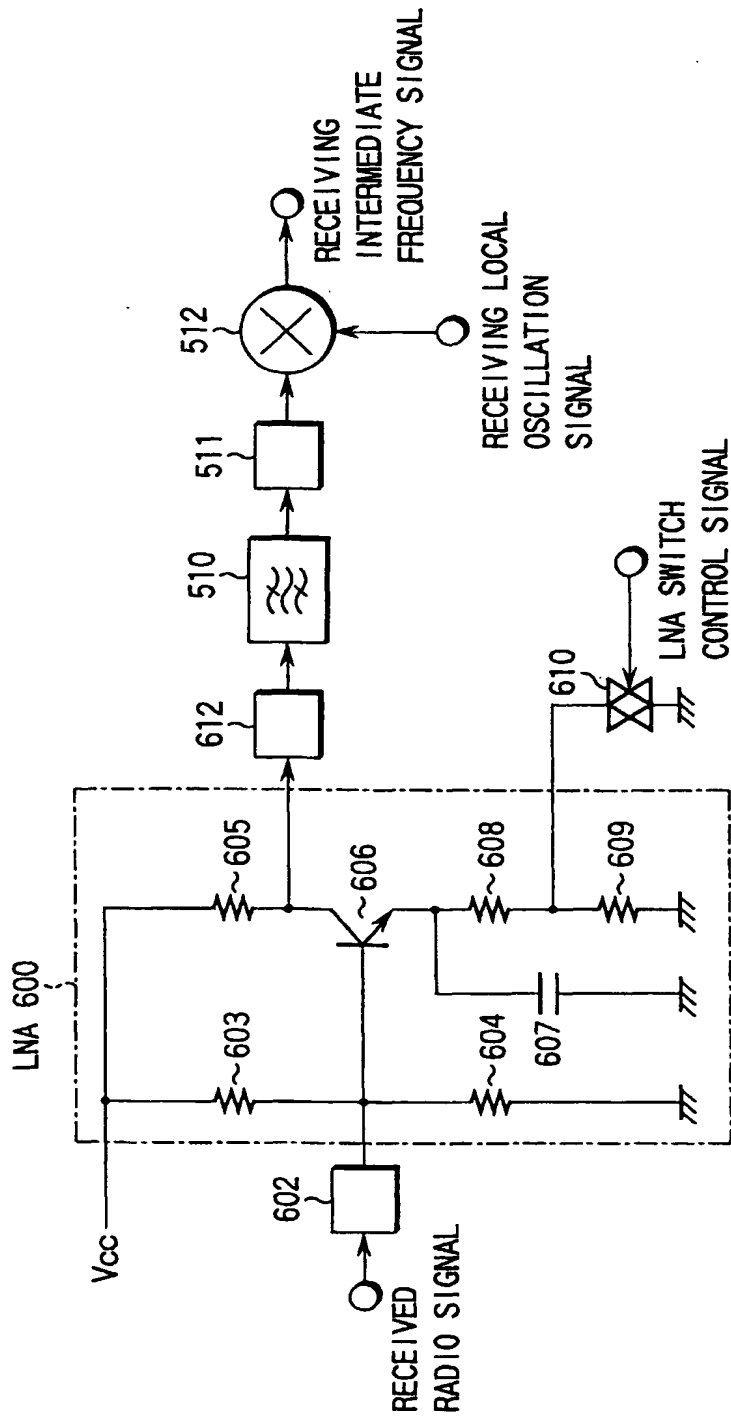 LNA 600
Vcc
603
605
606
604
607
608
609
602
RECEIVED
RADIO SIGNAL
612
510
511
512
RECEIVING
INTERMEDIATE
FREQUENCY SIGNAL
RECEIVING LOCAL
OSCILLATION
SIGNAL
610
LNA SWITCH
CONTROL SIGNAL